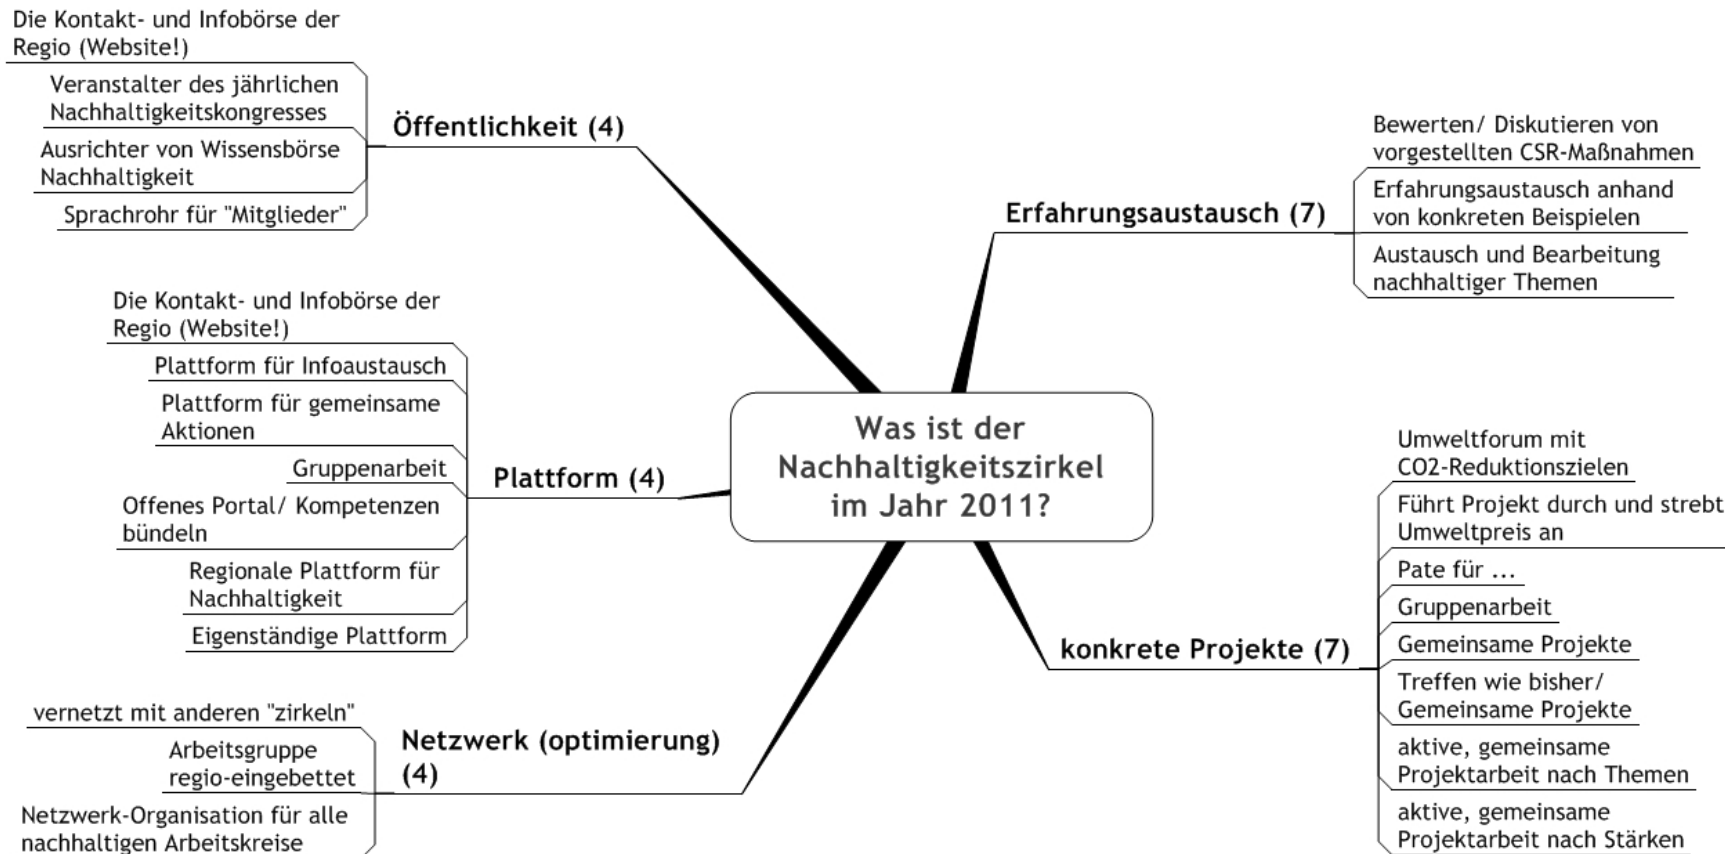 Was ist der
Nachhaltigkeitszirkel
im Jahr 2011?
Öffentlichkeit (4)
Die Kontakt- und Infobörse der
Regio (Website!)
Veranstalter des jährlichen
Nachhaltigkeitskongresses
Ausrichter von Wissensbörse
Nachhaltigkeit
Sprachrohr für "Mitglieder"
Plattform (4)
Die Kontakt- und Infobörse der
Regio (Website!)
Plattform für Infoaustausch
Plattform für gemeinsame
Aktionen
Gruppenarbeit
Offenes Portal/ Kompetenzen
bündeln
Regionale Plattform für
Nachhaltigkeit
Eigenständige Plattform
Netzwerk (optimierung)
(4)
vernetzt mit anderen "zirkeln"
Arbeitsgruppe
regio-eingebettet
Netzwerk-Organisation für alle
nachhaltigen Arbeitskreise
Erfahrungsaustausch (7)
Bewerten/ Diskutieren von
vorgestellten CSR-Maßnahmen
Erfahrungsaustausch anhand
von konkreten Beispielen
Austausch und Bearbeitung
nachhaltiger Themen
konkrete Projekte (7)
Umweltforum mit
CO2-Reduktionszielen
Führt Projekt durch und strebt
Umweltpreis an
Pate für ...
Gruppenarbeit
Gemeinsame Projekte
Treffen wie bisher/
Gemeinsame Projekte
aktive, gemeinsame
Projektarbeit nach Themen
aktive, gemeinsame
Projektarbeit nach Stärken